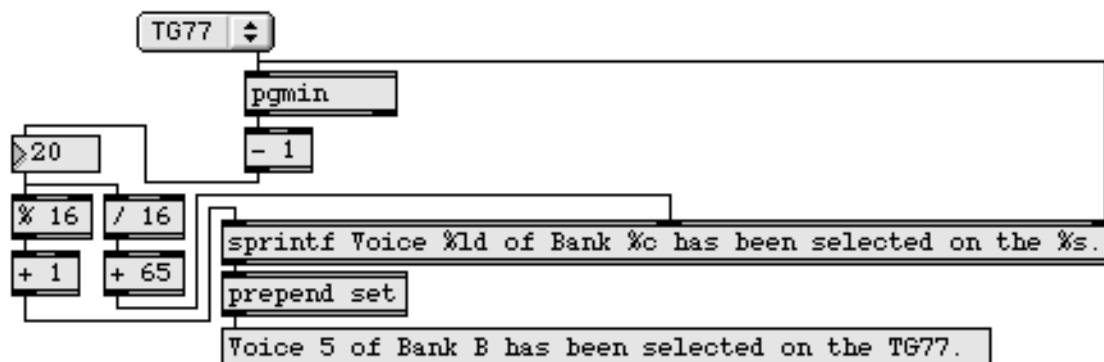 TG77
pgmin
20
- 1
% 16
/ 16
sprintf Voice %ld of Bank %c has been selected on the %s.
+ 1
+ 65
prepend set
Voice 5 of Bank B has been selected on the TG77.